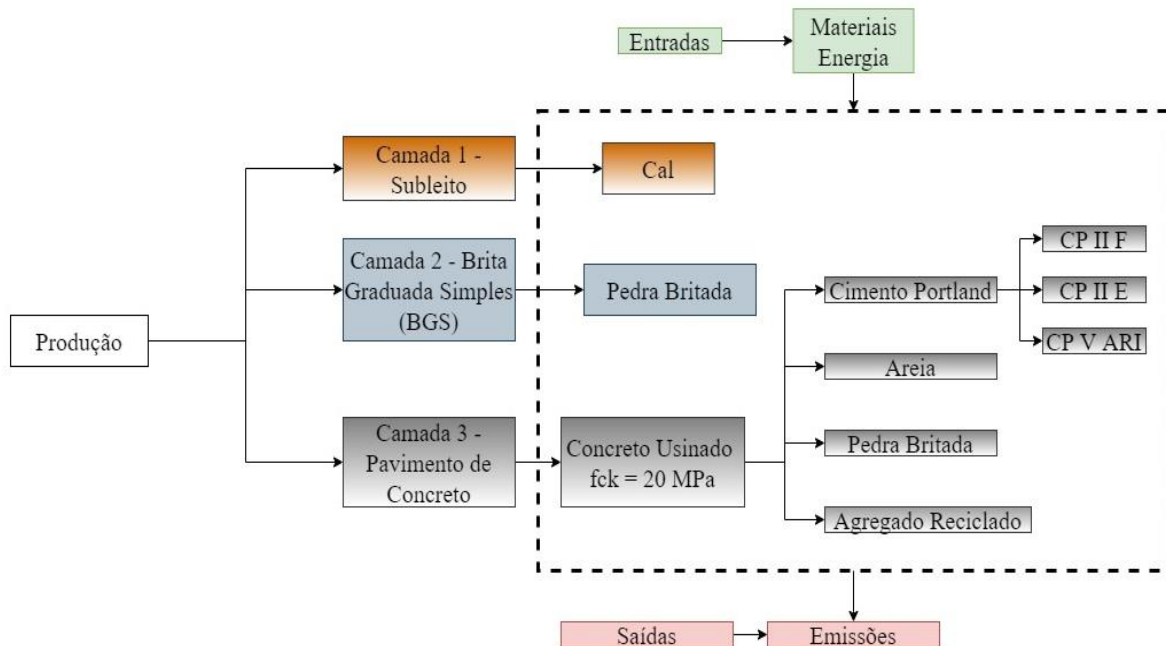 Entradas
Materiais
Energia
Camada 1 -
Subleito
Cal
Camada 2 - Brita
Graduada Simples
(BGS)
Pedra Britada
Produção
Camada 3 -
Pavimento de
Concreto
Concreto Usinado
fck = 20 MPa
Cimento Portland
CP II F
CP II E
CP V ARI
Areia
Pedra Britada
Agregado Reciclado
Saídas
Emissões